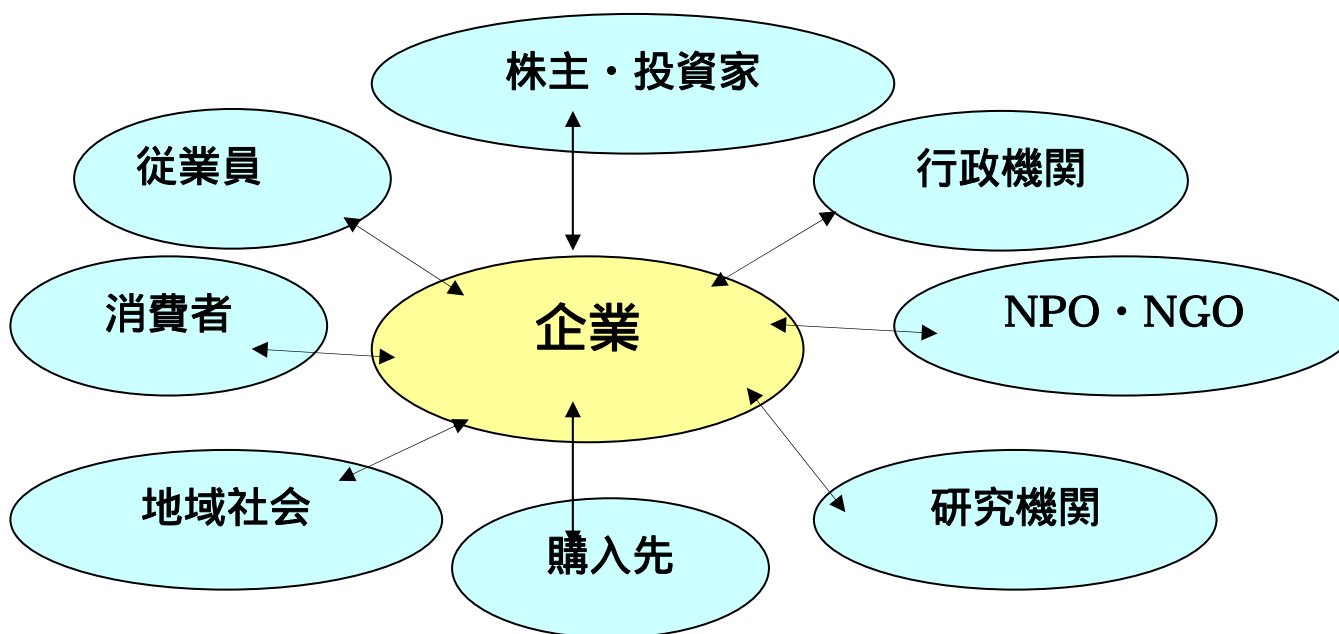 株主・投資家
従業員
行政機関
消費者
企業
NPO・NGO
地域社会
購入先
研究機関